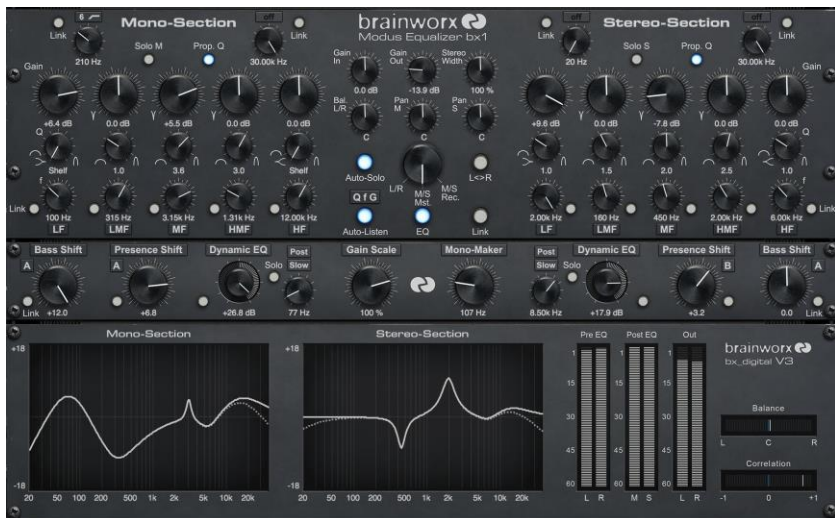 Mono-Section
brainworx
Modus Equalizer bx1
Stereo-Section
6
off
off
off
Link
Link
Link
Link
210 Hz
30.00k Hz
20 Hz
30.00k Hz
Solo M
Prop. Q
Solo S
Prop. Q
Gain In
Gain Out
Stereo Width
0.0 dB
-13.9 dB
100 %
Gain
Gain
+6.4 dB
0.0 dB
+5.5 dB
0.0 dB
0.0 dB
Bal. L/R
Pan M
Pan S
C
C
C
+9.6 dB
0.0 dB
-7.8 dB
0.0 dB
0.0 dB
Q
Q
Shelf
1.0
3.6
3.0
Shelf
Auto-Solo
L<>R
1.0
1.5
2.0
2.5
1.0
L/R
M/S Mst.
M/S Rec.
f
f
Q f G
Link
100 Hz
315 Hz
3.15k Hz
1.31k Hz
12.00k Hz
2.00k Hz
160 Hz
450 Hz
2.00k Hz
6.00k Hz
Link
LF
LMF
MF
HMF
HF
Auto-Listen
EQ
Link
LF
LMF
MF
HMF
HF
Bass Shift
Presence Shift
Dynamic EQ
Post
Gain Scale
Mono-Maker
Post
Dynamic EQ
Presence Shift
Bass Shift
A
A
Solo
Slow
Slow
Solo
B
A
Link
+12.0
+6.8
+26.8 dB
77 Hz
100 %
107 Hz
8.50k Hz
+17.9 dB
+3.2
0.0
Link
Mono-Section
Stereo-Section
Pre EQ
Post EQ
Out
+18
+18
-18
-18
20 50 100 200 500 1k 2k 5k 10k 20k
20 50 100 200 500 1k 2k 5k 10k 20k
1
15
30
45
60
1
15
30
45
60
1
15
30
45
60
L R
M S
L R
brainworx
bx_digital V3
Balance
L C R
Correlation
-1 0 +1